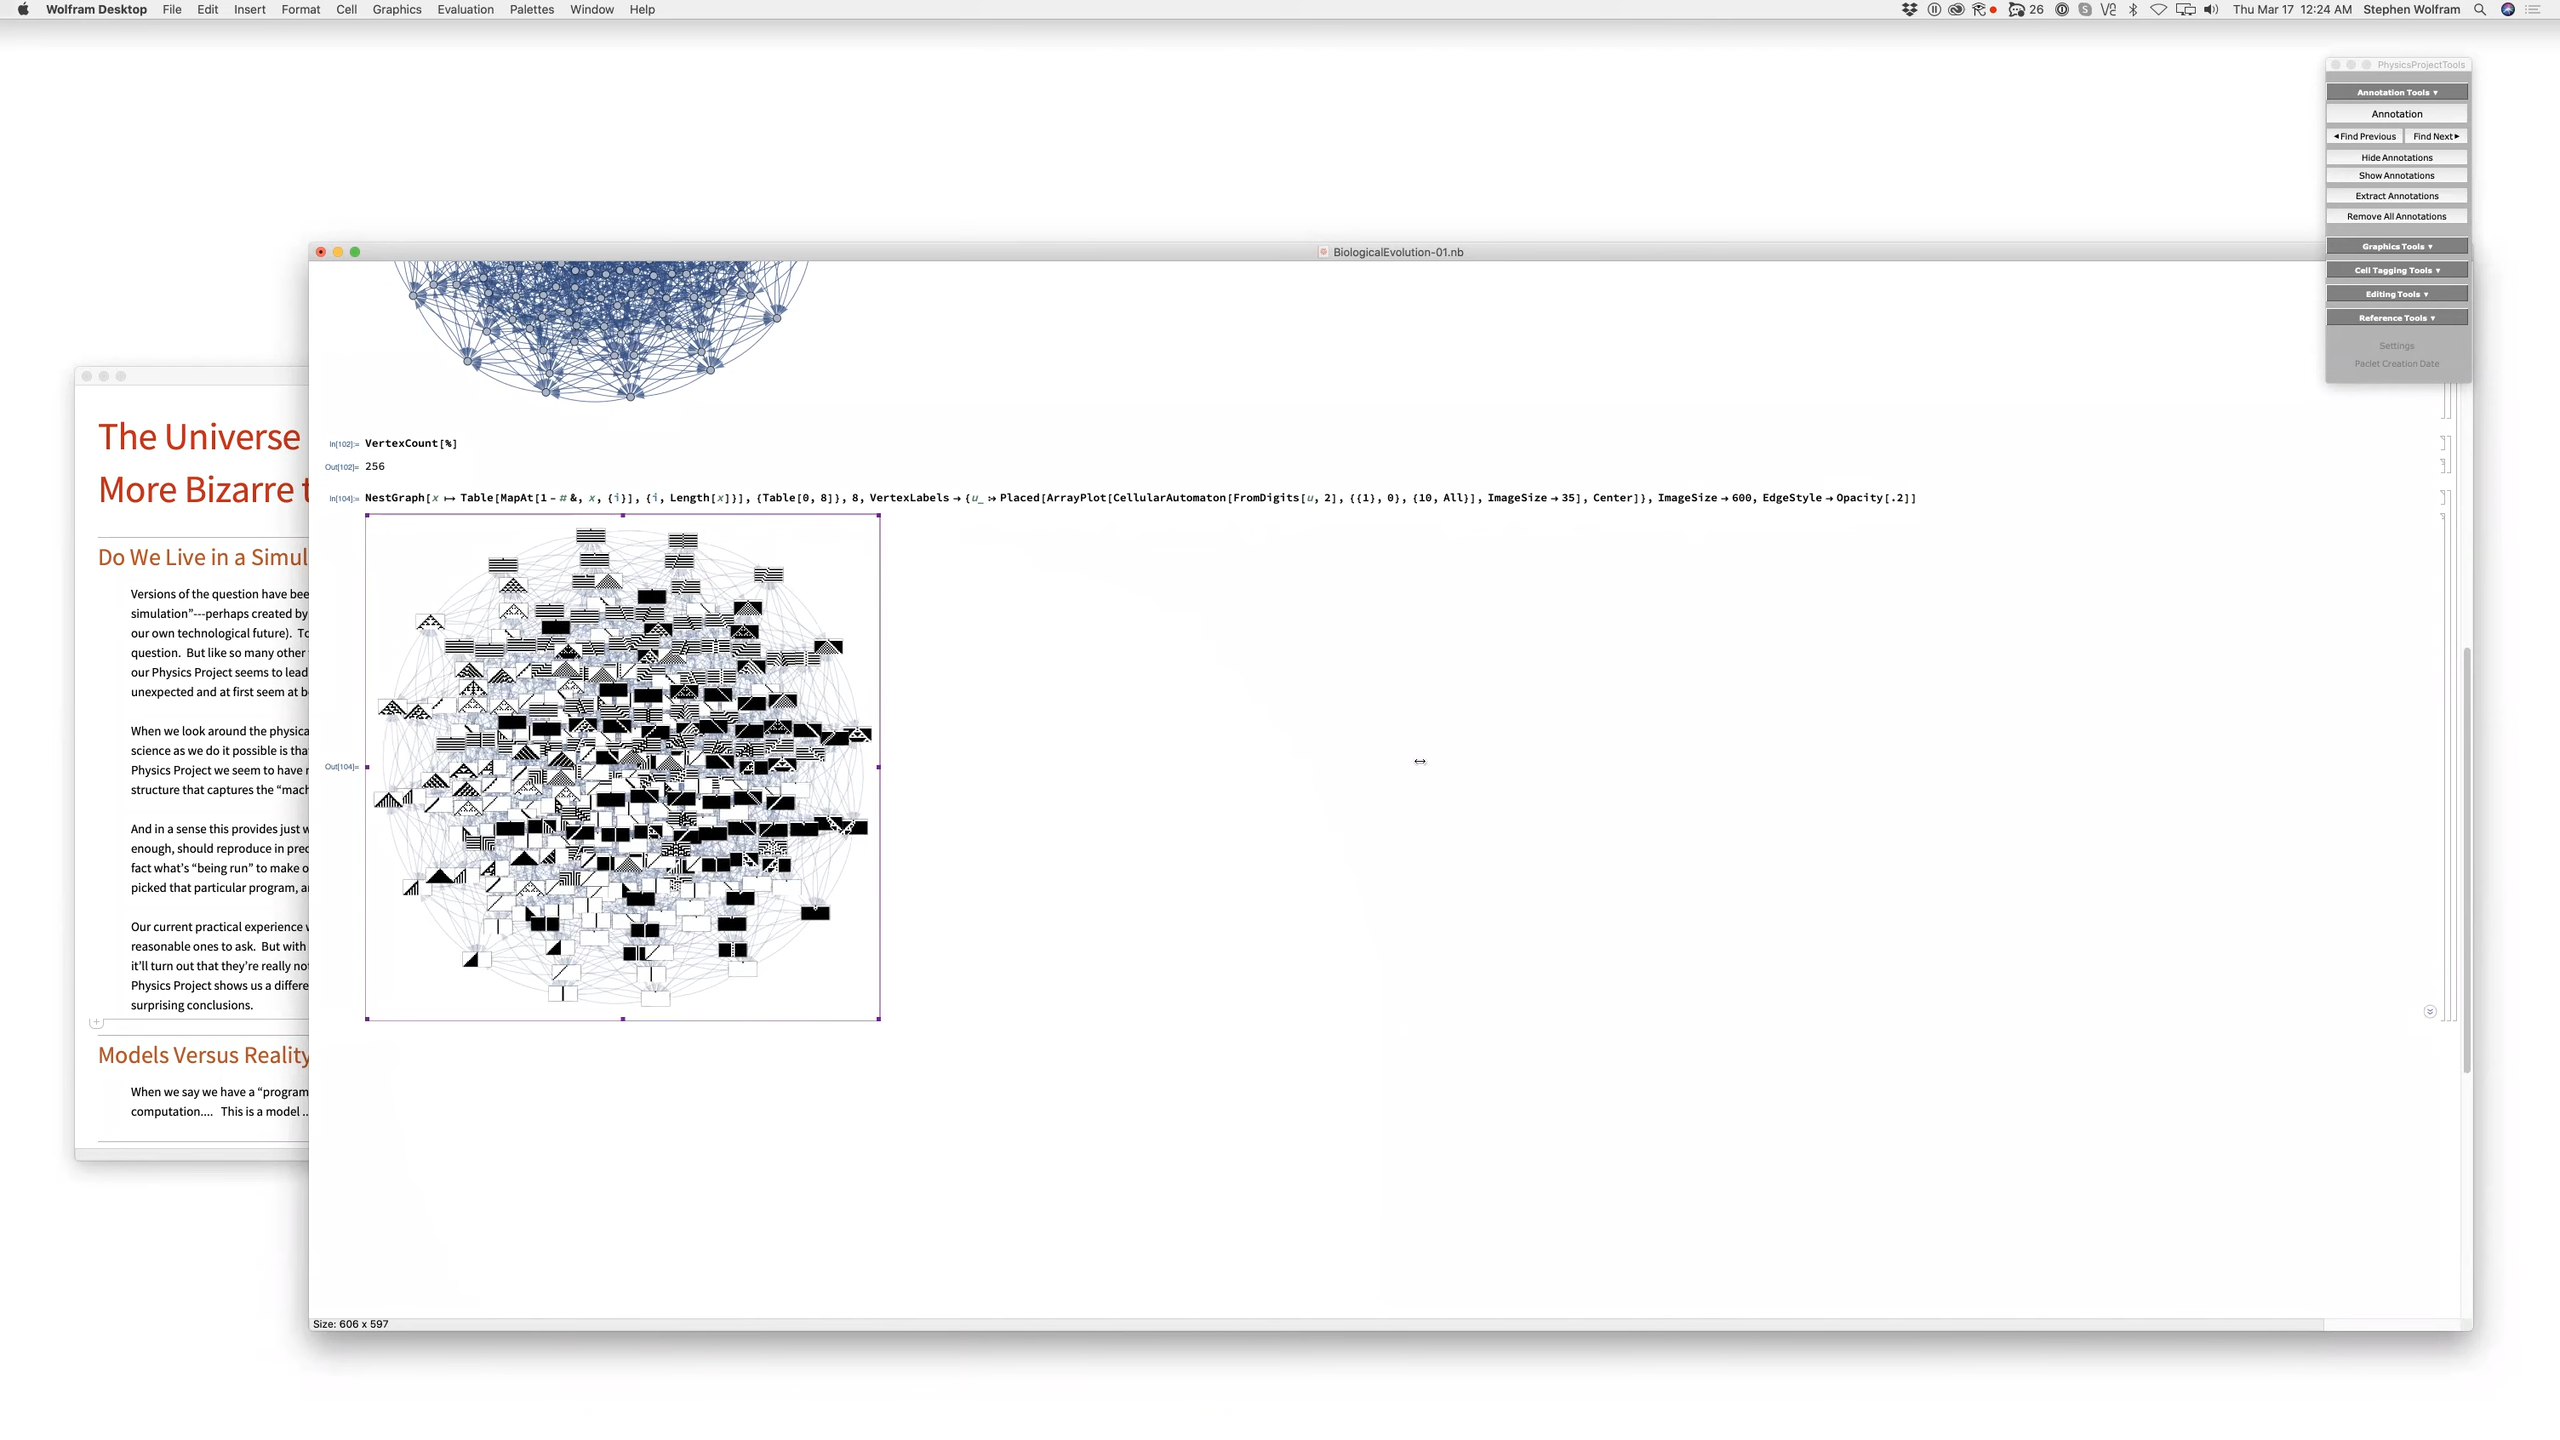 Wolfram Desktop File Edit Insert Format Cell Graphics Evaluation Palettes Window Help
26 Thu Mar 17 12:24 AM Stephen Wolfram
PhysicsProjectTools
Annotation Tools ▾
Annotation
◂Find Previous Find Next▸
Hide Annotations
Show Annotations
Extract Annotations
Remove All Annotations
Graphics Tools ▾
Cell Tagging Tools ▾
Editing Tools ▾
Reference Tools ▾
Settings
Paclet Creation Date
BiologicalEvolution-01.nb
In[102]:= VertexCount[%]
Out[102]= 256
In[104]:= NestGraph[x ↦ Table[MapAt[1 - # &, x, {i}], {i, Length[x]}], {Table[0, 8]}, 8, VertexLabels → {u_ :> Placed[ArrayPlot[CellularAutomaton[FromDigits[u, 2], {{1}, 0}, {10, All}], ImageSize → 35], Center]}, ImageSize → 600, EdgeStyle → Opacity[.2]]
Out[104]=
Size: 606 x 597
The Universe
More Bizarre t
Do We Live in a Simul
Versions of the question have bee
simulation”---perhaps created by
our own technological future). To
question. But like so many other
our Physics Project seems to lead
unexpected and at first seem at b
When we look around the physica
science as we do it possible is tha
Physics Project we seem to have r
structure that captures the “mach
And in a sense this provides just w
enough, should reproduce in prec
fact what’s “being run” to make o
picked that particular program, a
Our current practical experience w
reasonable ones to ask. But with
it’ll turn out that they’re really no
Physics Project shows us a differe
surprising conclusions.
Models Versus Reality
When we say we have a “program
computation.... This is a model ..